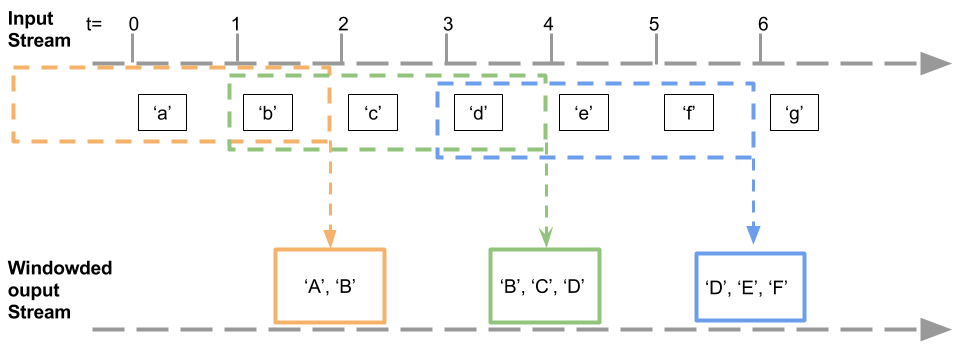 Input
Stream
t= 0 1 2 3 4 5 6
‘a’ ‘b’ ‘c’ ‘d’ ‘e’ ‘f’ ‘g’
‘A’, ‘B’ ‘B’, ‘C’, ‘D’ ‘D’, ‘E’, ‘F’
Windowded
ouput
Stream